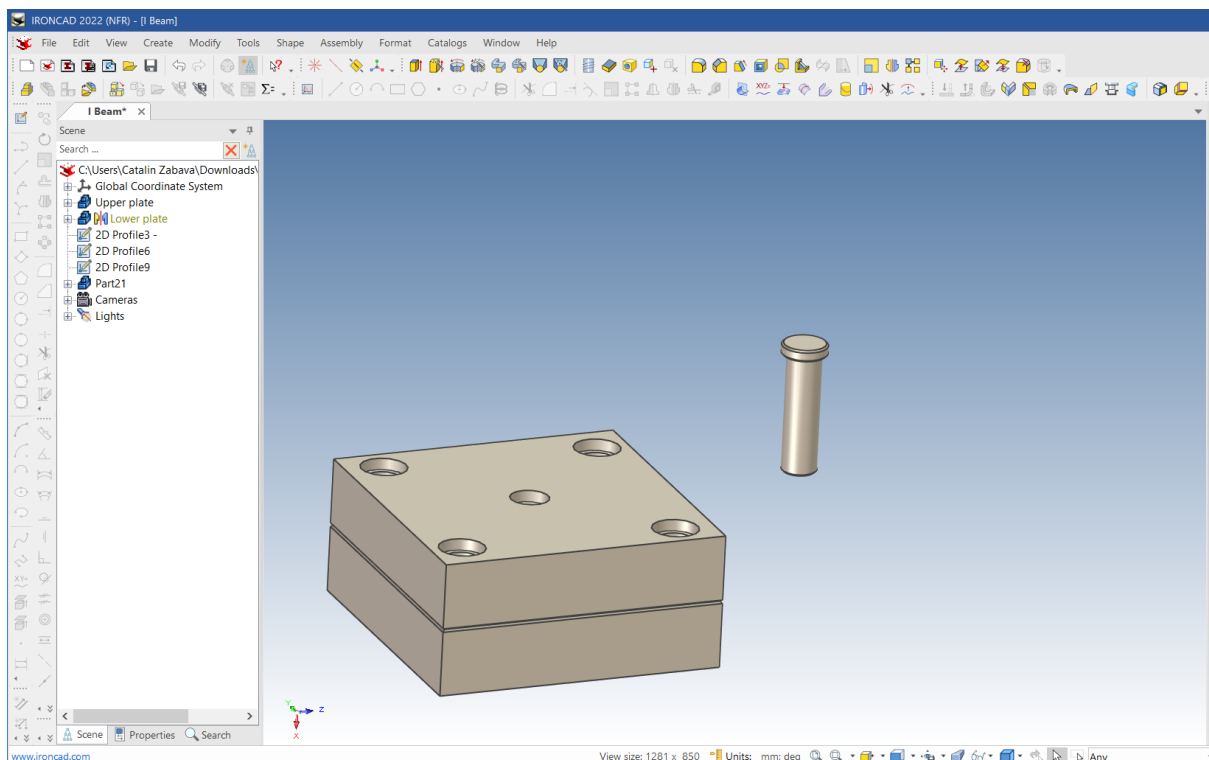 IRONCAD 2022 (NFR) - [I Beam]
File Edit View Create Modify Tools Shape Assembly Format Catalogs Window Help
I Beam*
Scene
Search ...
C:\Users\Catalin Zabava\Downloads\
Global Coordinate System
Upper plate
Lower plate
2D Profile3 -
2D Profile6
2D Profile9
Part21
Cameras
Lights
Y Z
X
Scene Properties Search
www.ironcad.com View size: 1281 x 850 Units: mm; deg Any